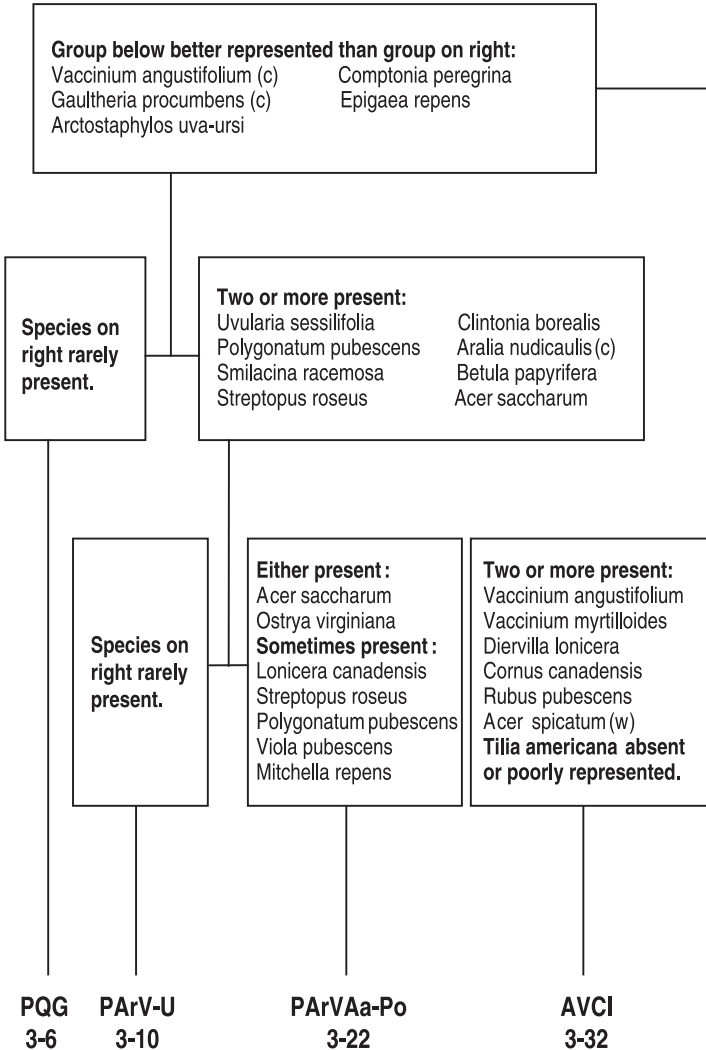 Group below better represented than group on right:
Vaccinium angustifolium (c) Comptonia peregrina
Gaultheria procumbens (c) Epigaea repens
Arctostaphylos uva-ursi
Species on
right rarely
present.
Two or more present:
Uvularia sessilifolia Clintonia borealis
Polygonatum pubescens Aralia nudicaulis (c)
Smilacina racemosa Betula papyrifera
Streptopus roseus Acer saccharum
Species on
right rarely
present.
Either present :
Acer saccharum
Ostrya virginiana
Sometimes present :
Lonicera canadensis
Streptopus roseus
Polygonatum pubescens
Viola pubescens
Mitchella repens
Two or more present:
Vaccinium angustifolium
Vaccinium myrtilloides
Diervilla lonicera
Cornus canadensis
Rubus pubescens
Acer spicatum (w)
Tilia americana absent
or poorly represented.
PQG PArV-U PArVAa-Po AVCl
3-6 3-10 3-22 3-32